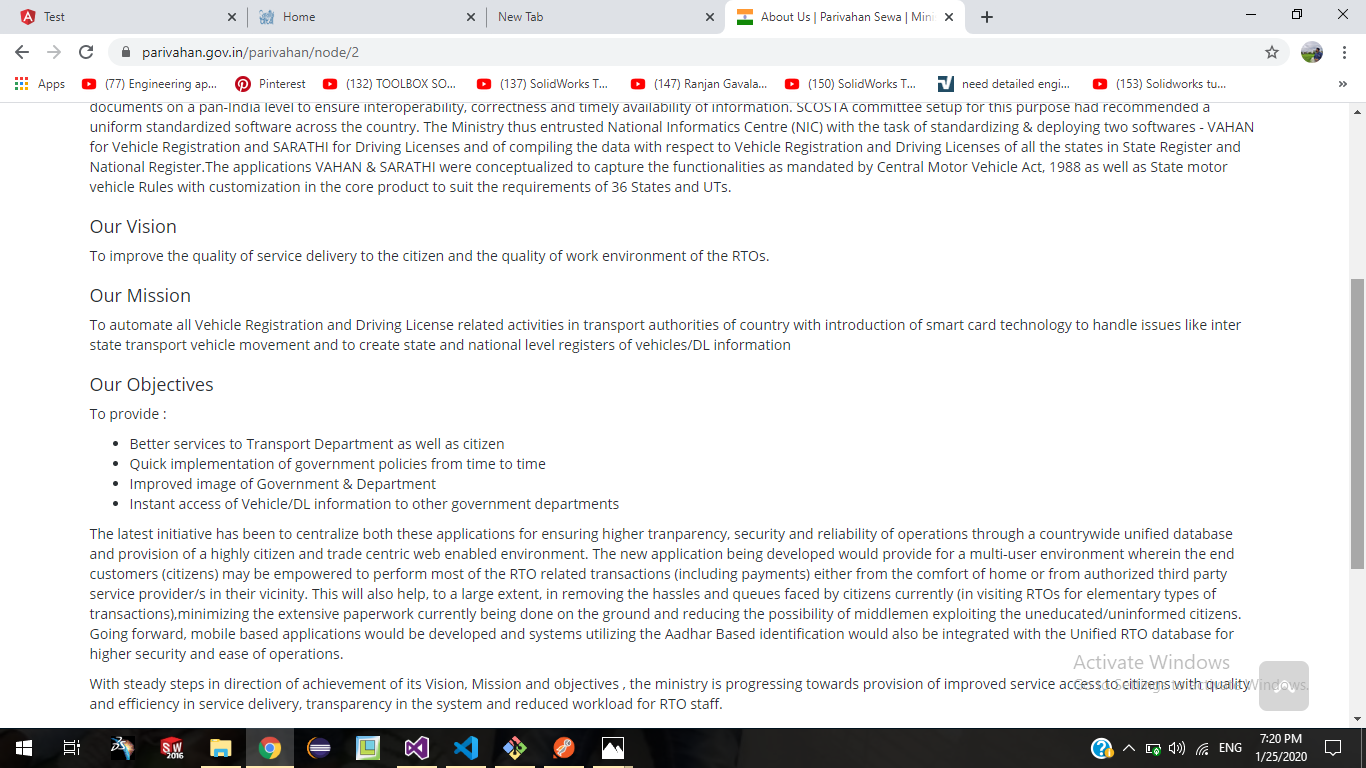 Test
Home
New Tab
About Us | Parivahan Sewa | Mini
parivahan.gov.in/parivahan/node/2
Apps
(77) Engineering ap...
Pinterest
(132) TOOLBOX SO...
(137) SolidWorks T...
(147) Ranjan Gavala...
(150) SolidWorks T...
need detailed engi...
(153) Solidworks tu...
»
documents on a pan-India level to ensure interoperability, correctness and timely availability of information. SCOSTA committee setup for this purpose had recommended a
uniform standardized software across the country. The Ministry thus entrusted National Informatics Centre (NIC) with the task of standardizing & deploying two softwares - VAHAN
for Vehicle Registration and SARATHI for Driving Licenses and of compiling the data with respect to Vehicle Registration and Driving Licenses of all the states in State Register and
National Register.The applications VAHAN & SARATHI were conceptualized to capture the functionalities as mandated by Central Motor Vehicle Act, 1988 as well as State motor
vehicle Rules with customization in the core product to suit the requirements of 36 States and UTs.
Our Vision
To improve the quality of service delivery to the citizen and the quality of work environment of the RTOs.
Our Mission
To automate all Vehicle Registration and Driving License related activities in transport authorities of country with introduction of smart card technology to handle issues like inter
state transport vehicle movement and to create state and national level registers of vehicles/DL information
Our Objectives
To provide :
• Better services to Transport Department as well as citizen
• Quick implementation of government policies from time to time
• Improved image of Government & Department
• Instant access of Vehicle/DL information to other government departments
The latest initiative has been to centralize both these applications for ensuring higher tranparency, security and reliability of operations through a countrywide unified database
and provision of a highly citizen and trade centric web enabled environment. The new application being developed would provide for a multi-user environment wherein the end
customers (citizens) may be empowered to perform most of the RTO related transactions (including payments) either from the comfort of home or from authorized third party
service provider/s in their vicinity. This will also help, to a large extent, in removing the hassles and queues faced by citizens currently (in visiting RTOs for elementary types of
transactions),minimizing the extensive paperwork currently being done on the ground and reducing the possibility of middlemen exploiting the uneducated/uninformed citizens.
Going forward, mobile based applications would be developed and systems utilizing the Aadhar Based identification would also be integrated with the Unified RTO database for
higher security and ease of operations.
Activate Windows
With steady steps in direction of achievement of its Vision, Mission and objectives , the ministry is progressing towards provision of improved service access to citizens with quality
Go to Settings to activate Windows.
and efficiency in service delivery, transparency in the system and reduced workload for RTO staff.
SW
2016
ENG
7:20 PM
1/25/2020